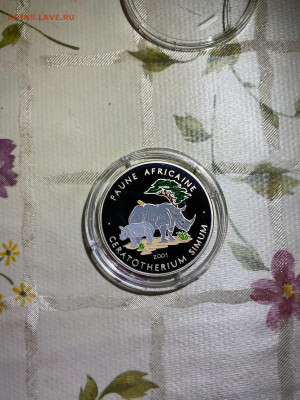 COINS.LAVE.RU
FAUNE AFRICAINE
2001
CERATOTHERIUM SIMUM